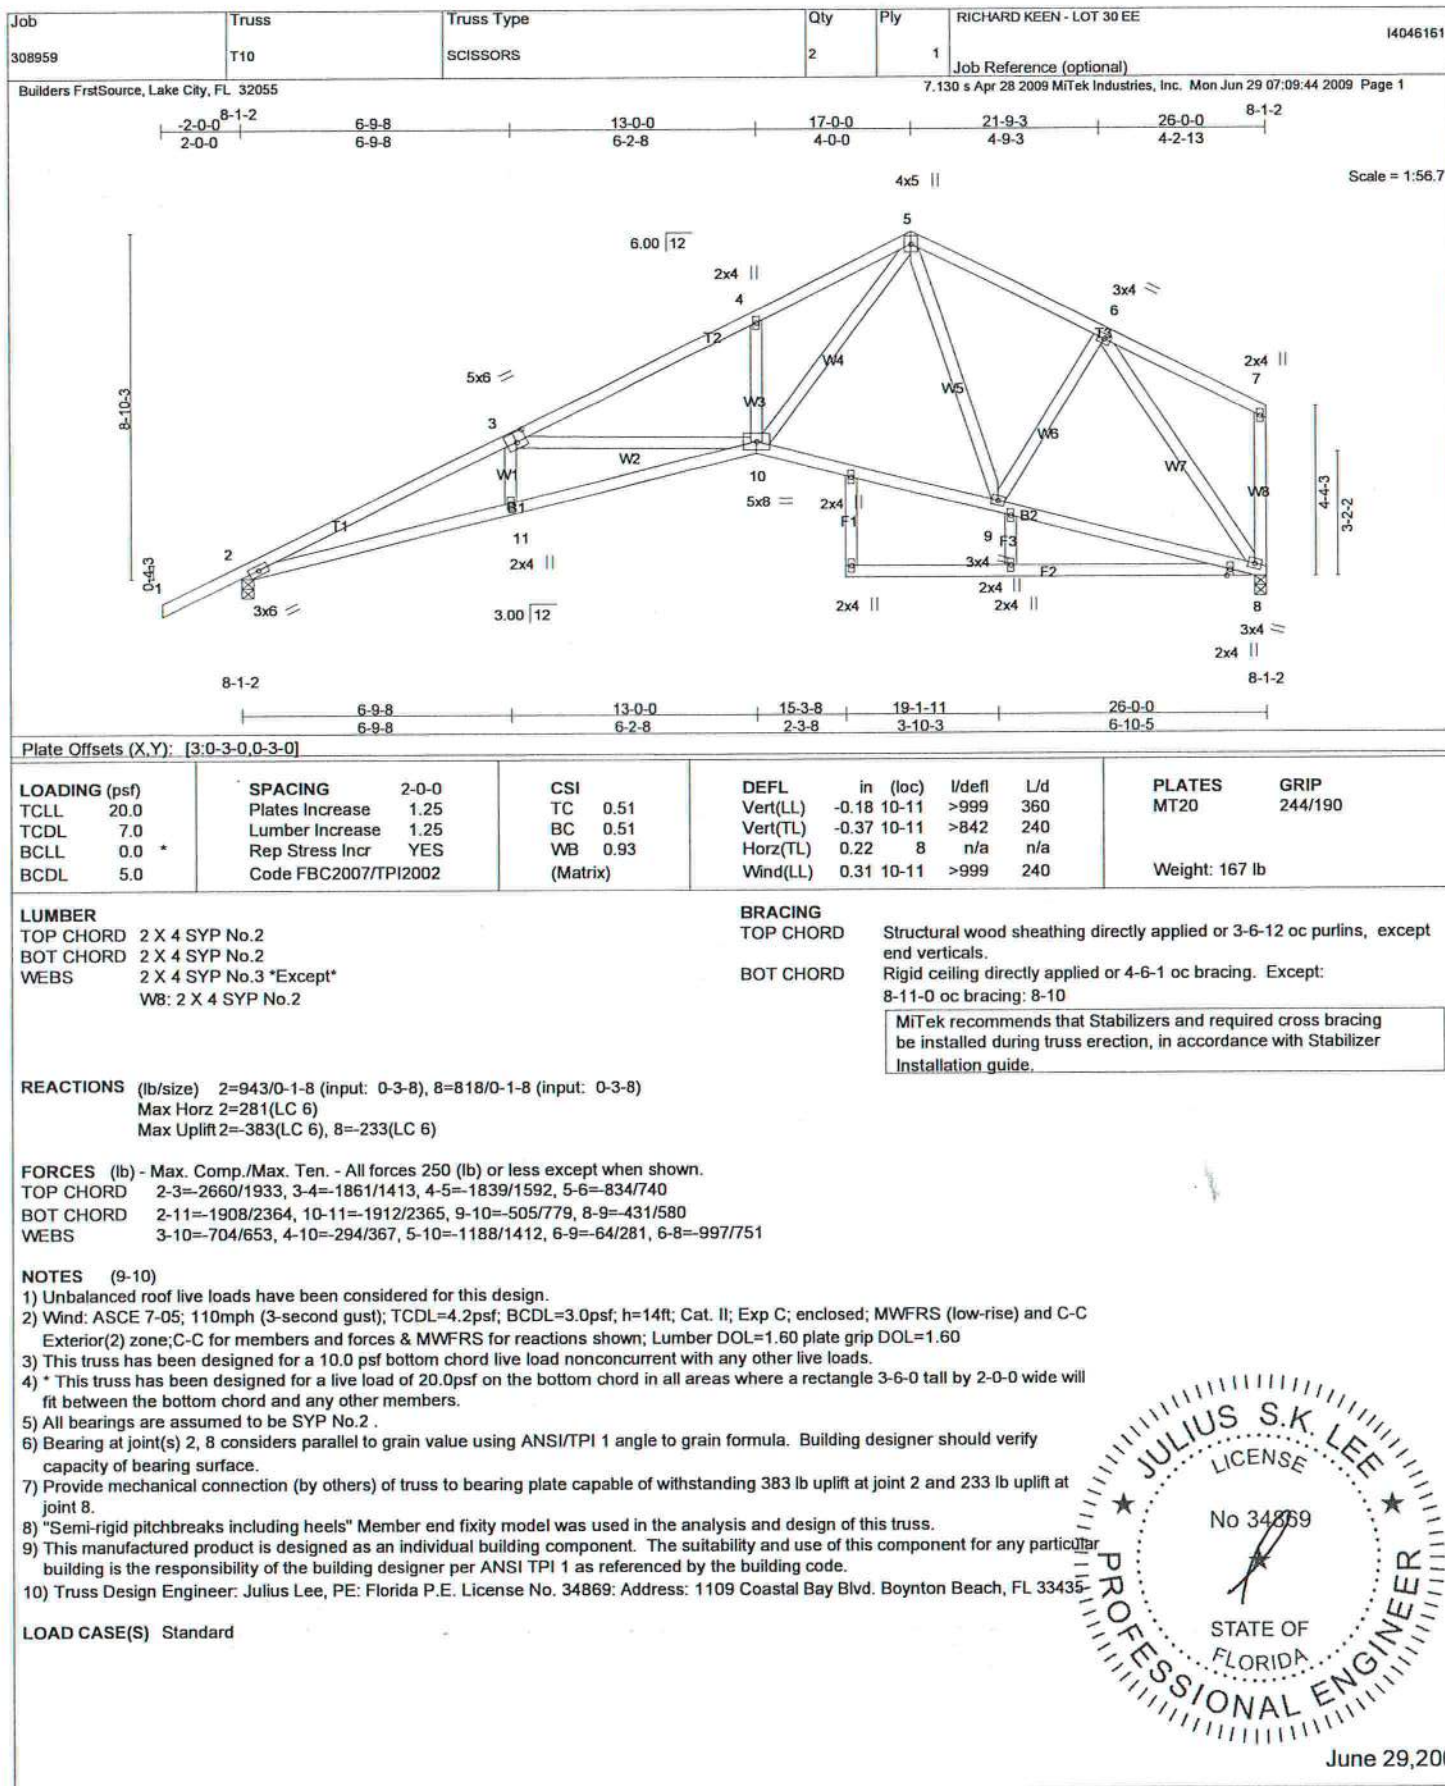 Job Truss Truss Type Qty Ply RICHARD KEEN - LOT 30 EE
I4046161
308959 T10 SCISSORS 2 1
Job Reference (optional)
Builders FrstSource, Lake City, FL 32055 7.130 s Apr 28 2009 MiTek Industries, Inc. Mon Jun 29 07:09:44 2009 Page 1
8-1-2 8-1-2
-2-0-0 6-9-8 13-0-0 17-0-0 21-9-3 26-0-0
2-0-0 6-9-8 6-2-8 4-0-0 4-9-3 4-2-13
Scale = 1:56.7
4x5 ||
5
6.00 12
2x4 ||
4
3x4
6
T3
T2
2x4 ||
7
5x6
W4
8-10-3
W3
W5
3
W6
W2
W7
W1
10
W8
4-4-3
3-2-2
5x8 =
2x4 ||
B1
T1
11
F1
B2
9 F3
2
2x4 ||
3x4
F2
0-4-3
1
2x4 ||
3x6
3.00 12
2x4 ||
2x4 ||
8
3x4
2x4 ||
8-1-2 8-1-2
6-9-8 13-0-0 15-3-8 19-1-11 26-0-0
6-9-8 6-2-8 2-3-8 3-10-3 6-10-5
Plate Offsets (X,Y): [3:0-3-0,0-3-0]
LOADING (psf) SPACING 2-0-0 CSI DEFL in (loc) l/defl L/d PLATES GRIP
TCLL 20.0 Plates Increase 1.25 TC 0.51 Vert(LL) -0.18 10-11 >999 360 MT20 244/190
TCDL 7.0 Lumber Increase 1.25 BC 0.51 Vert(TL) -0.37 10-11 >842 240
BCLL 0.0 * Rep Stress Incr YES WB 0.93 Horz(TL) 0.22 8 n/a n/a
BCDL 5.0 Code FBC2007/TPI2002 (Matrix) Wind(LL) 0.31 10-11 >999 240 Weight: 167 lb
LUMBER
TOP CHORD 2 X 4 SYP No.2
BOT CHORD 2 X 4 SYP No.2
WEBS 2 X 4 SYP No.3 *Except*
W8: 2 X 4 SYP No.2
BRACING
TOP CHORD Structural wood sheathing directly applied or 3-6-12 oc purlins, except
end verticals.
BOT CHORD Rigid ceiling directly applied or 4-6-1 oc bracing. Except:
8-11-0 oc bracing: 8-10
MiTek recommends that Stabilizers and required cross bracing
be installed during truss erection, in accordance with Stabilizer
Installation guide.
REACTIONS (lb/size) 2=943/0-1-8 (input: 0-3-8), 8=818/0-1-8 (input: 0-3-8)
Max Horz 2=281(LC 6)
Max Uplift 2=-383(LC 6), 8=-233(LC 6)
FORCES (lb) - Max. Comp./Max. Ten. - All forces 250 (lb) or less except when shown.
TOP CHORD 2-3=-2660/1933, 3-4=-1861/1413, 4-5=-1839/1592, 5-6=-834/740
BOT CHORD 2-11=-1908/2364, 10-11=-1912/2365, 9-10=-505/779, 8-9=-431/580
WEBS 3-10=-704/653, 4-10=-294/367, 5-10=-1188/1412, 6-9=-64/281, 6-8=-997/751
NOTES (9-10)
1) Unbalanced roof live loads have been considered for this design.
2) Wind: ASCE 7-05; 110mph (3-second gust); TCDL=4.2psf; BCDL=3.0psf; h=14ft; Cat. II; Exp C; enclosed; MWFRS (low-rise) and C-C
Exterior(2) zone;C-C for members and forces & MWFRS for reactions shown; Lumber DOL=1.60 plate grip DOL=1.60
3) This truss has been designed for a 10.0 psf bottom chord live load nonconcurrent with any other live loads.
4) * This truss has been designed for a live load of 20.0psf on the bottom chord in all areas where a rectangle 3-6-0 tall by 2-0-0 wide will
fit between the bottom chord and any other members.
5) All bearings are assumed to be SYP No.2 .
6) Bearing at joint(s) 2, 8 considers parallel to grain value using ANSI/TPI 1 angle to grain formula. Building designer should verify
capacity of bearing surface.
7) Provide mechanical connection (by others) of truss to bearing plate capable of withstanding 383 lb uplift at joint 2 and 233 lb uplift at
joint 8.
8) "Semi-rigid pitchbreaks including heels" Member end fixity model was used in the analysis and design of this truss.
9) This manufactured product is designed as an individual building component. The suitability and use of this component for any particular
building is the responsibility of the building designer per ANSI TPI 1 as referenced by the building code.
10) Truss Design Engineer: Julius Lee, PE: Florida P.E. License No. 34869: Address: 1109 Coastal Bay Blvd. Boynton Beach, FL 33435
LOAD CASE(S) Standard
JULIUS S.K. LEE
LICENSE
No 34869
STATE OF
FLORIDA
PROFESSIONAL ENGINEER
June 29,20